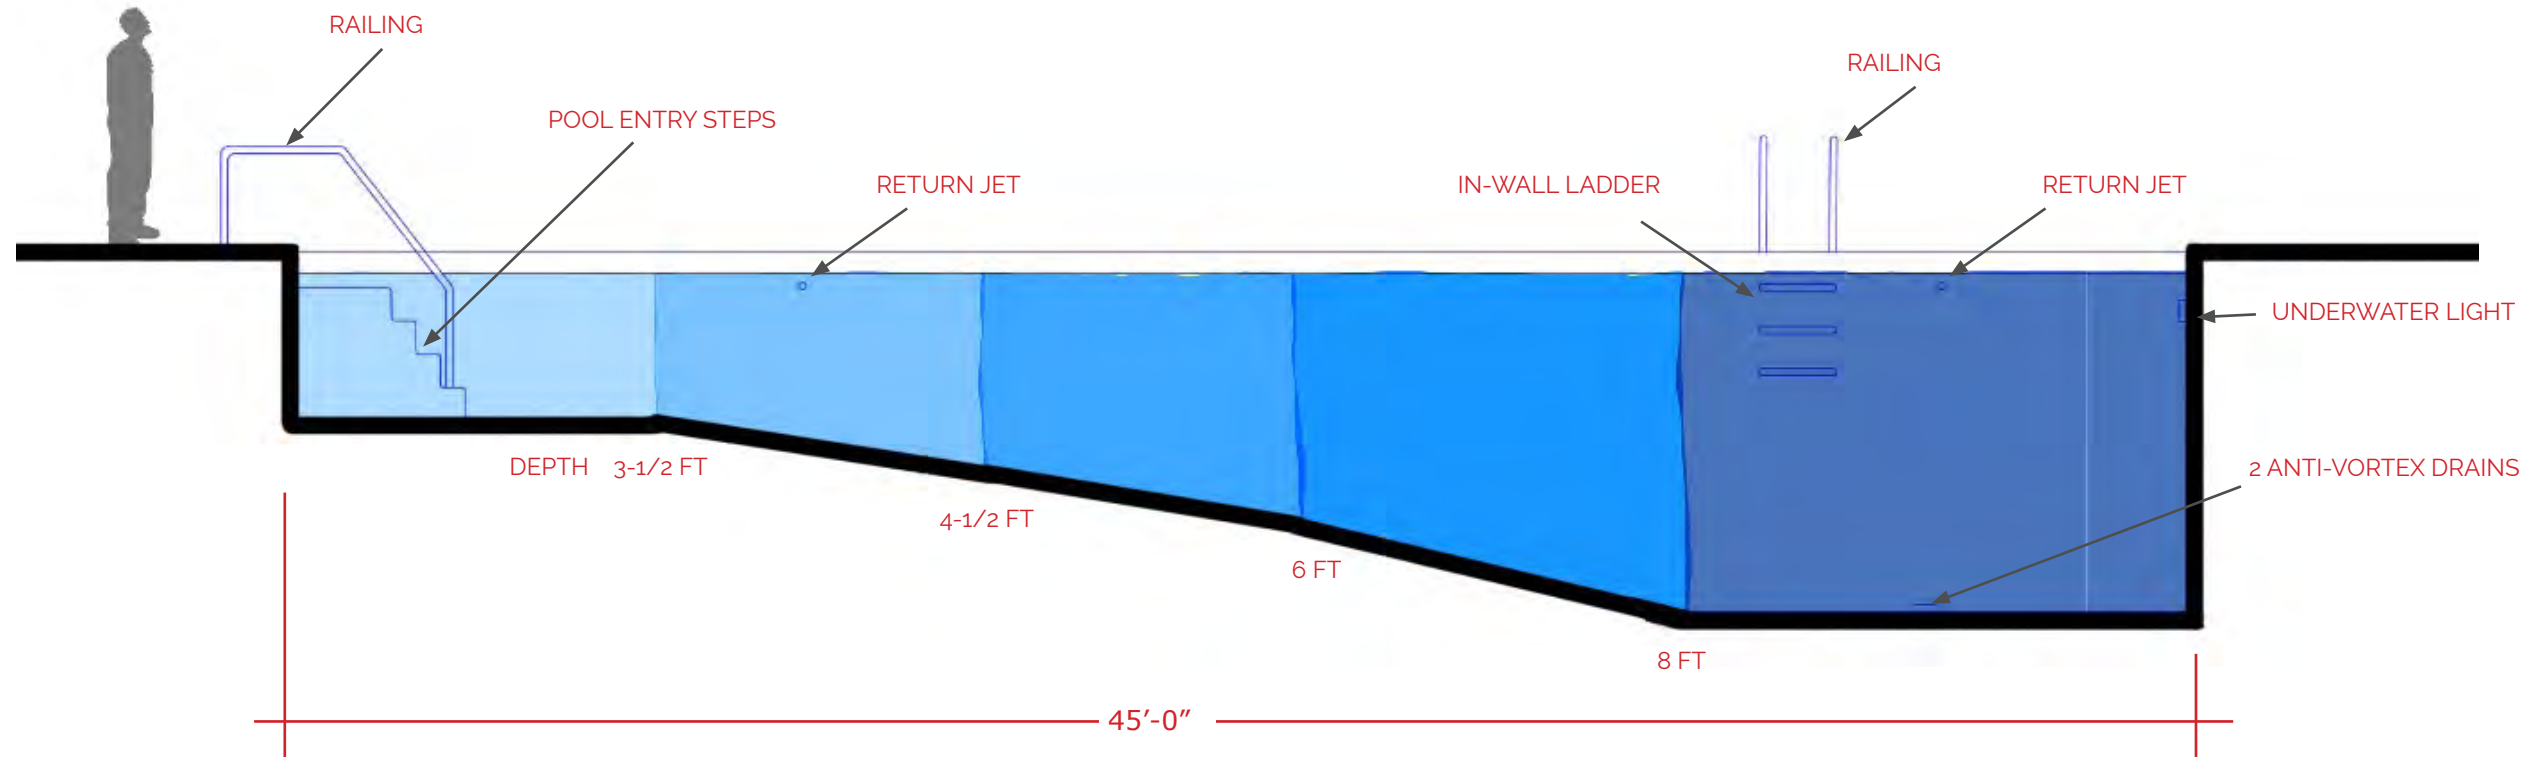 RAILING
RAILING
POOL ENTRY STEPS
RETURN JET
IN-WALL LADDER
RETURN JET
UNDERWATER LIGHT
DEPTH 3-1/2 FT
2 ANTI-VORTEX DRAINS
4-1/2 FT
6 FT
8 FT
45'-0"